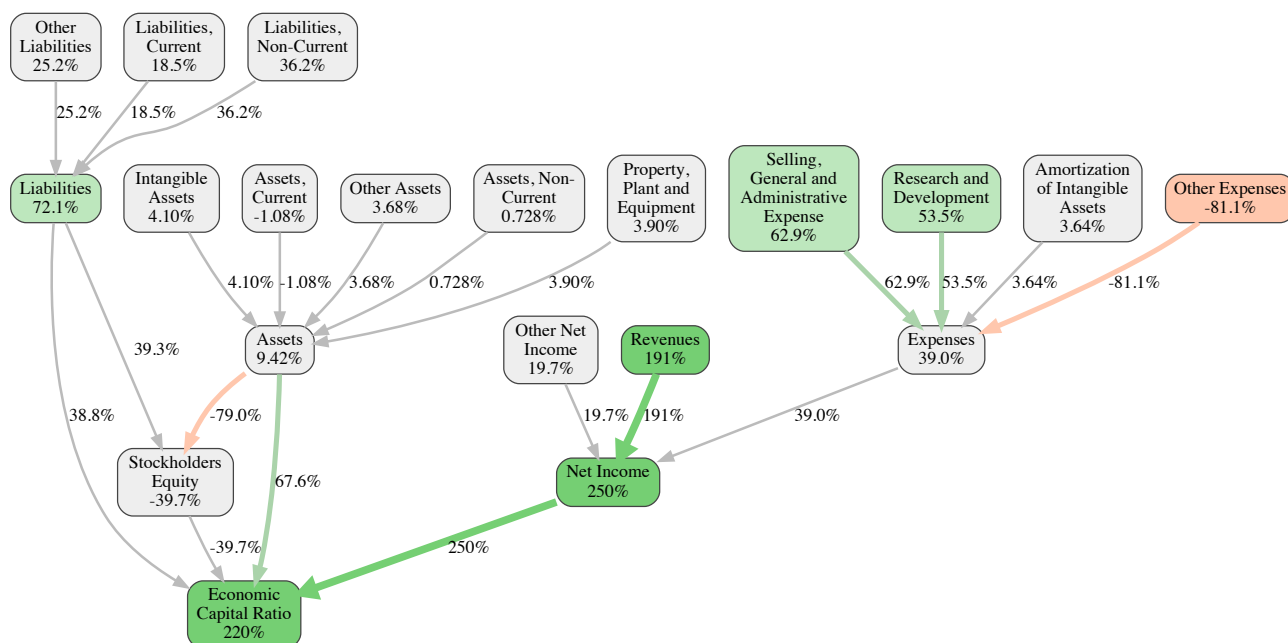 Other
Liabilities
25.2%
Liabilities,
Current
18.5%
Liabilities,
Non-Current
36.2%
25.2%
18.5%
36.2%
Liabilities
72.1%
Intangible
Assets
4.10%
Assets,
Current
-1.08%
Other Assets
3.68%
Assets, Non-
Current
0.728%
Property,
Plant and
Equipment
3.90%
Selling,
General and
Administrative
Expense
62.9%
Research and
Development
53.5%
Amortization
of Intangible
Assets
3.64%
Other Expenses
-81.1%
4.10%
-1.08%
3.68%
0.728%
3.90%
62.9%
53.5%
3.64%
-81.1%
39.3%
Assets
9.42%
Other Net
Income
19.7%
Revenues
191%
Expenses
39.0%
38.8%
-79.0%
19.7%
191%
39.0%
Stockholders
Equity
-39.7%
67.6%
Net Income
250%
-39.7%
250%
Economic
Capital Ratio
220%